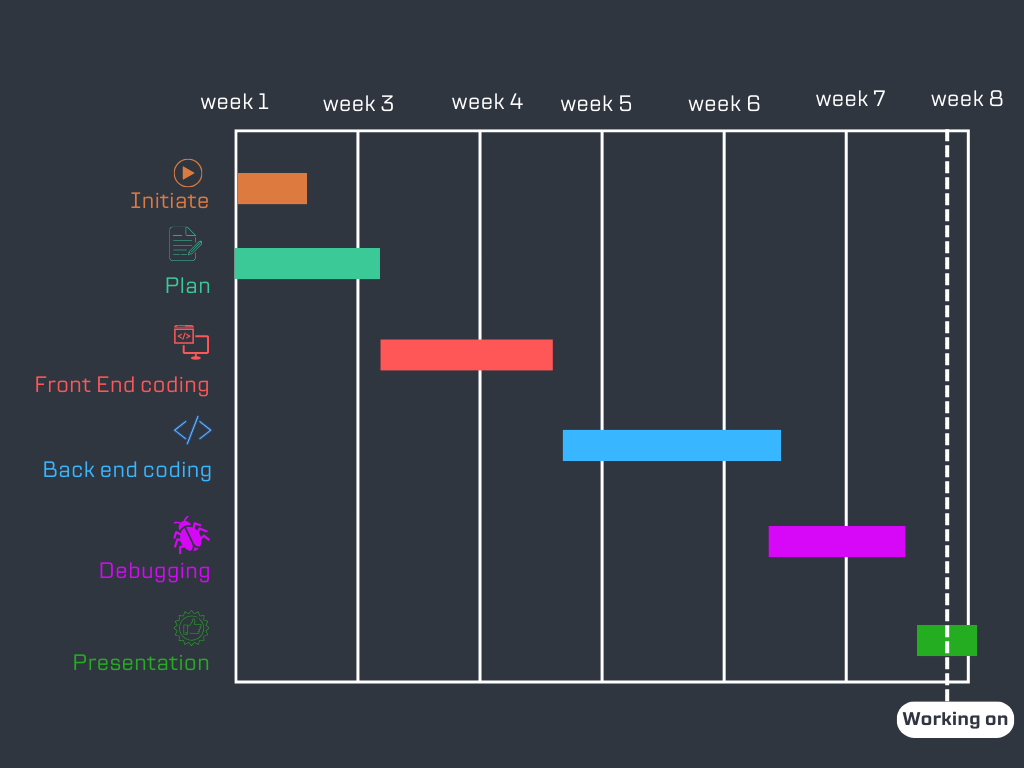 week 1 week 3 week 4 week 5 week 6 week 7 week 8
Initiate
Plan
</>
Front End coding
</>
Back end coding
Debugging
Presentation
Working on